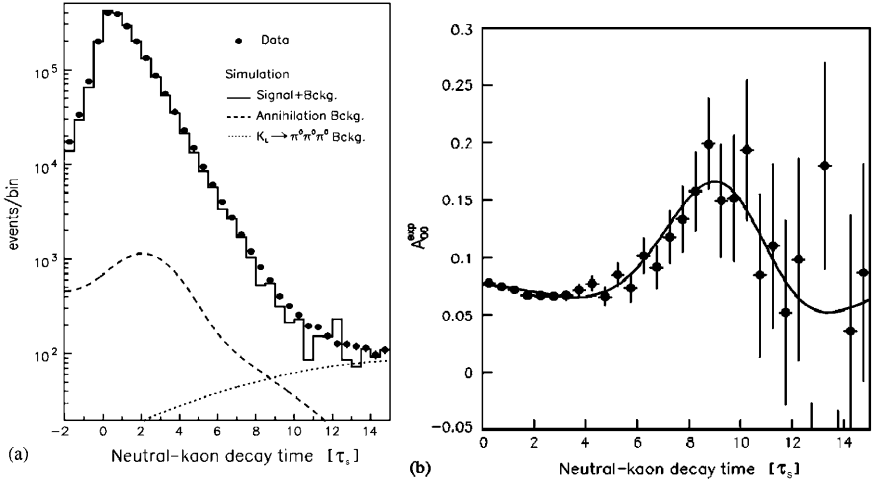 10⁵
10⁴
10³
10²
events/bin
Data
Simulation
Signal+Bckg.
Annihilation Bckg.
K_L → π⁰π⁰π⁰ Bckg.
-2 0 2 4 6 8 10 12 14
Neutral-kaon decay time [τ_s]
(a)
0.3
0.25
0.2
0.15
0.1
0.05
0
-0.05
A₀₀^exp
0 2 4 6 8 10 12 14
Neutral-kaon decay time [τ_s]
(b)